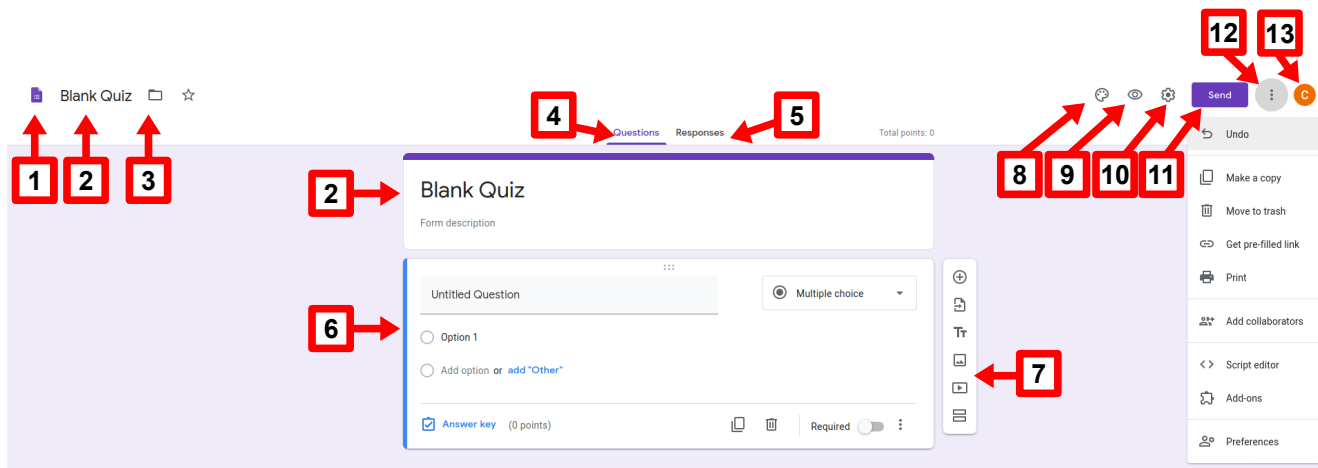 12 13
Blank Quiz
Send
C
4 5
Questions Responses Total points: 0
Undo
1 2 3
8 9 10 11
2
Blank Quiz
Make a copy
Form description
Move to trash
Get pre-filled link
Print
Untitled Question
Multiple choice
6
Option 1
Add option or add "Other"
Tт
7
Add collaborators
Script editor
Add-ons
Answer key (0 points)
Required
Preferences